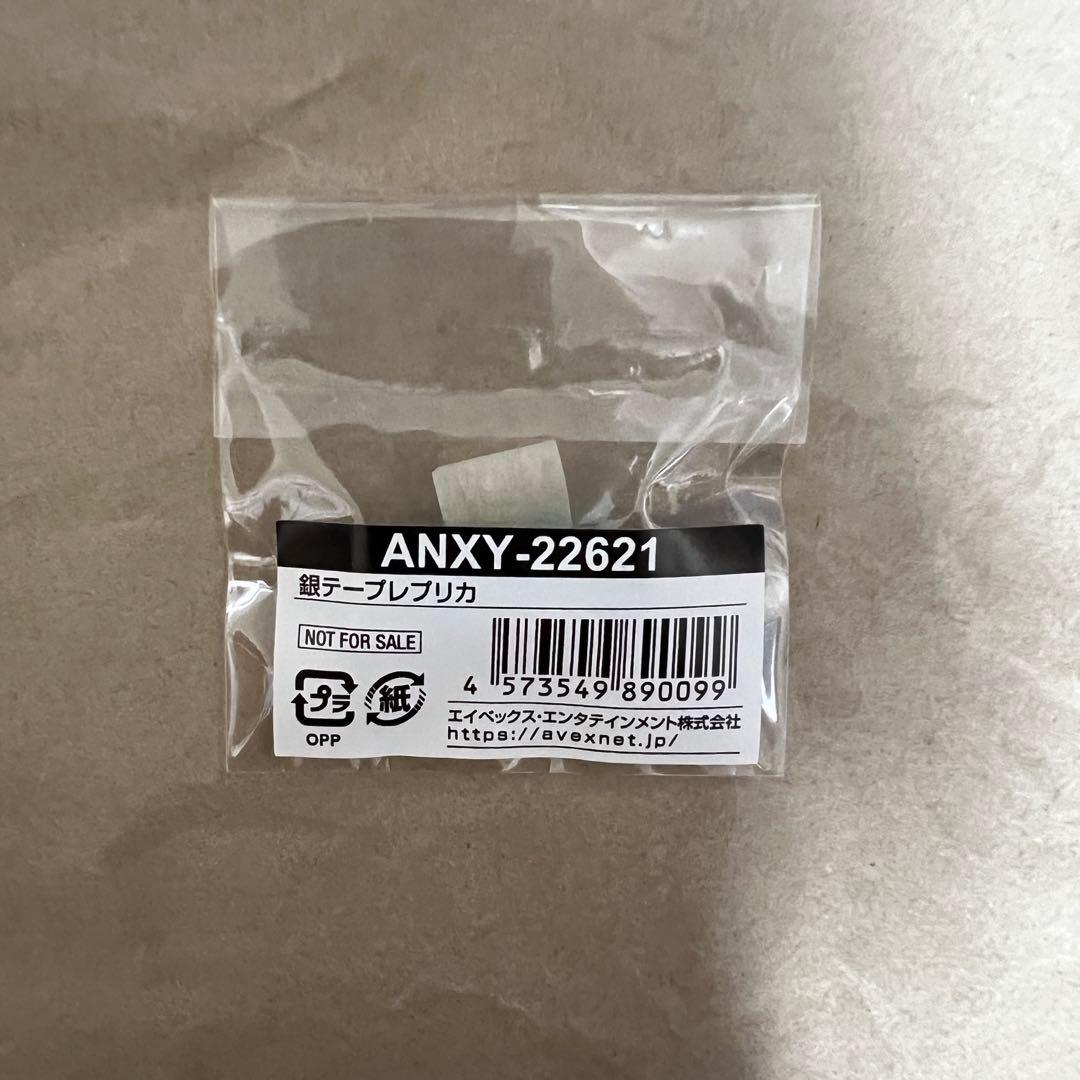 ANXY-22621
銀テープレプリカ
NOT FOR SALE
プラ
OPP
紙
4 573549 890099
エイベックス・エンタテインメント株式会社
https://avexnet.jp/